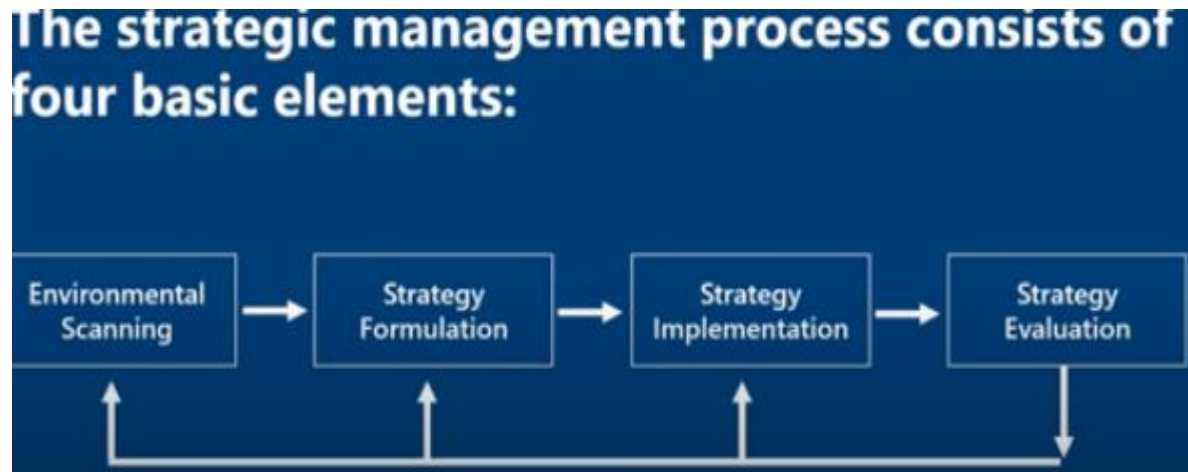 The strategic management process consists of
four basic elements:
Environmental
Scanning
Strategy
Formulation
Strategy
Implementation
Strategy
Evaluation